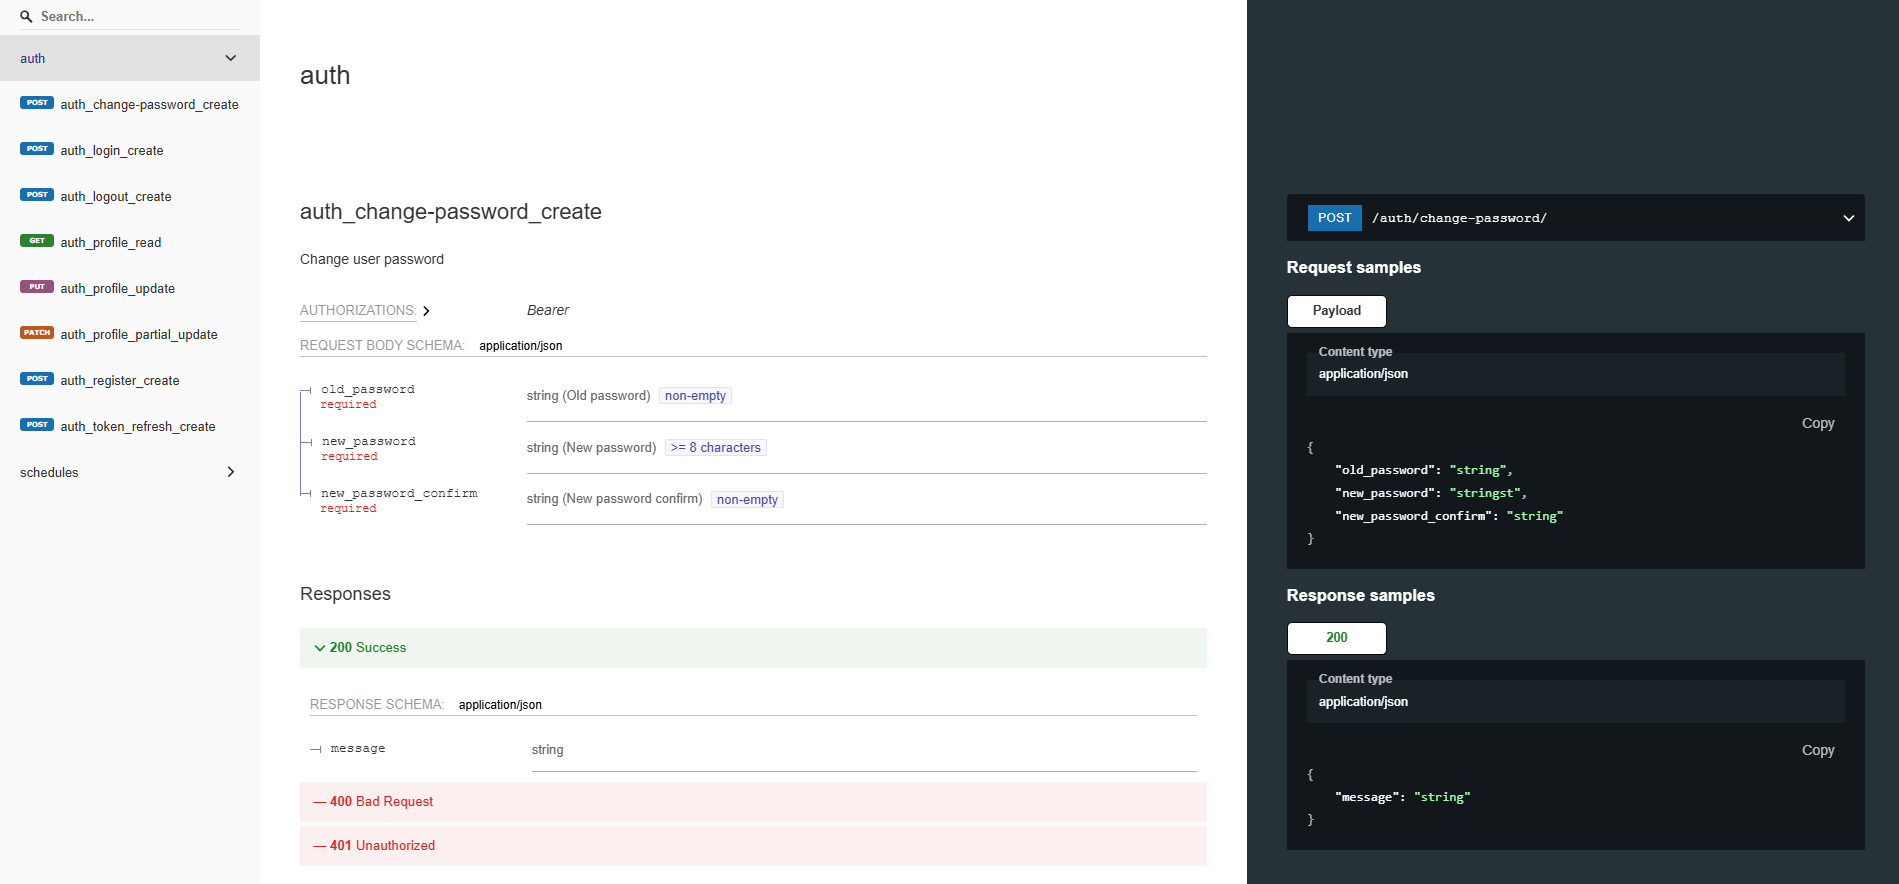 Search...
auth
POST auth_change-password_create
POST auth_login_create
POST auth_logout_create
GET auth_profile_read
PUT auth_profile_update
PATCH auth_profile_partial_update
POST auth_register_create
POST auth_token_refresh_create
schedules
auth
auth_change-password_create
Change user password
AUTHORIZATIONS: Bearer
REQUEST BODY SCHEMA: application/json
old_password
required
string (Old password) non-empty
new_password
required
string (New password) >= 8 characters
new_password_confirm
required
string (New password confirm) non-empty
Responses
200 Success
RESPONSE SCHEMA: application/json
message string
— 400 Bad Request
— 401 Unauthorized
POST /auth/change-password/
Request samples
Payload
Content type
application/json
Copy
{
"old_password": "string",
"new_password": "stringst",
"new_password_confirm": "string"
}
Response samples
200
Content type
application/json
Copy
{
"message": "string"
}